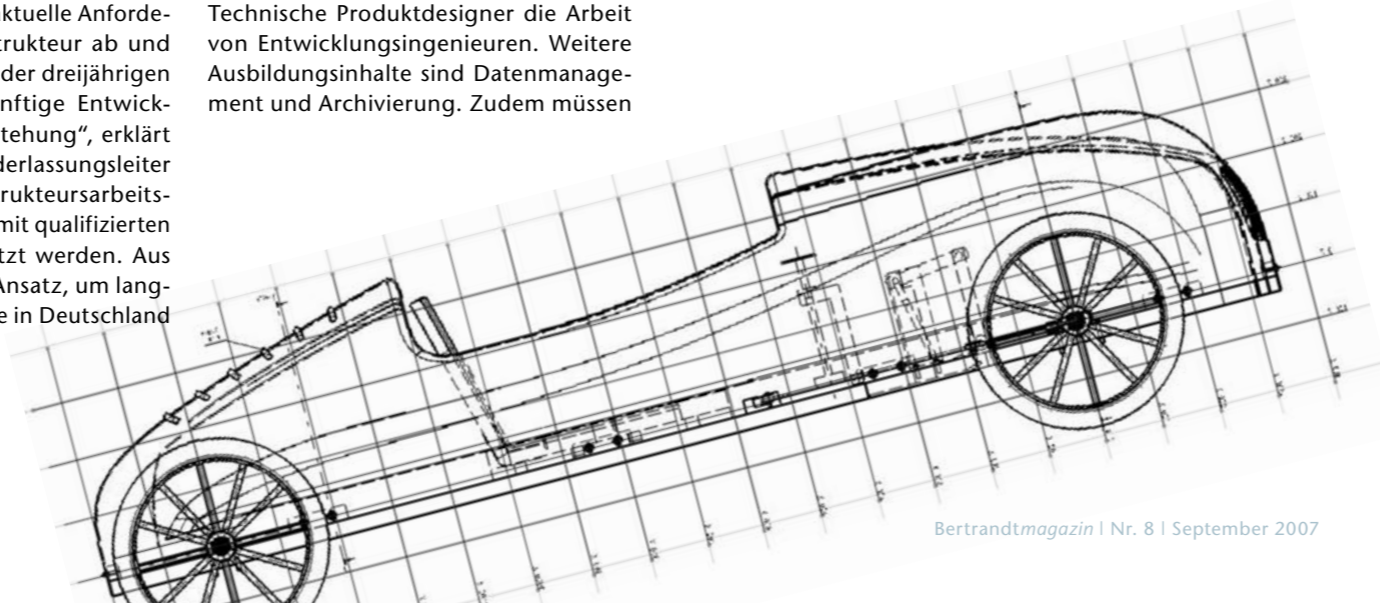 ktuelle Anforde-
trukteur ab und
der dreijährigen
nftige Entwick-
tehung“, erklärt
derlassungsleiter
rukteursarbeits-
mit qualifizierten
tzt werden. Aus
Ansatz, um lang-
e in Deutschland
Technische Produktdesigner die Arbeit
von Entwicklungsingenieuren. Weitere
Ausbildungsinhalte sind Datenmanage-
ment und Archivierung. Zudem müssen
Bertrandtmagazin | Nr. 8 | September 2007